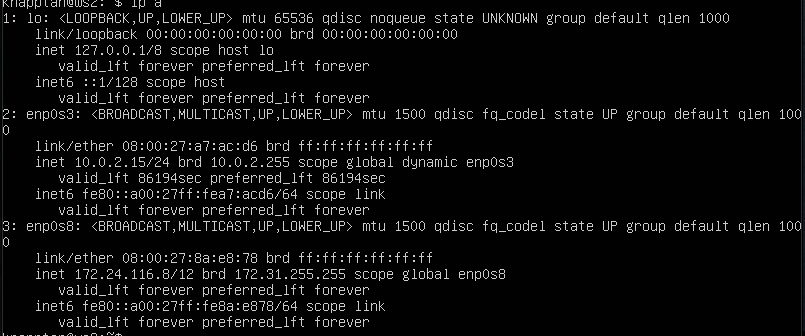 knapptan@ws2:~$ ip a
1: lo: <LOOPBACK,UP,LOWER_UP> mtu 65536 qdisc noqueue state UNKNOWN group default qlen 1000
    link/loopback 00:00:00:00:00:00 brd 00:00:00:00:00:00
    inet 127.0.0.1/8 scope host lo
       valid_lft forever preferred_lft forever
    inet6 ::1/128 scope host
       valid_lft forever preferred_lft forever
2: enp0s3: <BROADCAST,MULTICAST,UP,LOWER_UP> mtu 1500 qdisc fq_codel state UP group default qlen 100
0
    link/ether 08:00:27:a7:ac:d6 brd ff:ff:ff:ff:ff:ff
    inet 10.0.2.15/24 brd 10.0.2.255 scope global dynamic enp0s3
       valid_lft 86194sec preferred_lft 86194sec
    inet6 fe80::a00:27ff:fea7:acd6/64 scope link
       valid_lft forever preferred_lft forever
3: enp0s8: <BROADCAST,MULTICAST,UP,LOWER_UP> mtu 1500 qdisc fq_codel state UP group default qlen 100
0
    link/ether 08:00:27:8a:e8:78 brd ff:ff:ff:ff:ff:ff
    inet 172.24.116.8/12 brd 172.31.255.255 scope global enp0s8
       valid_lft forever preferred_lft forever
    inet6 fe80::a00:27ff:fe8a:e878/64 scope link
       valid_lft forever preferred_lft forever
knapptan@ws2:~$